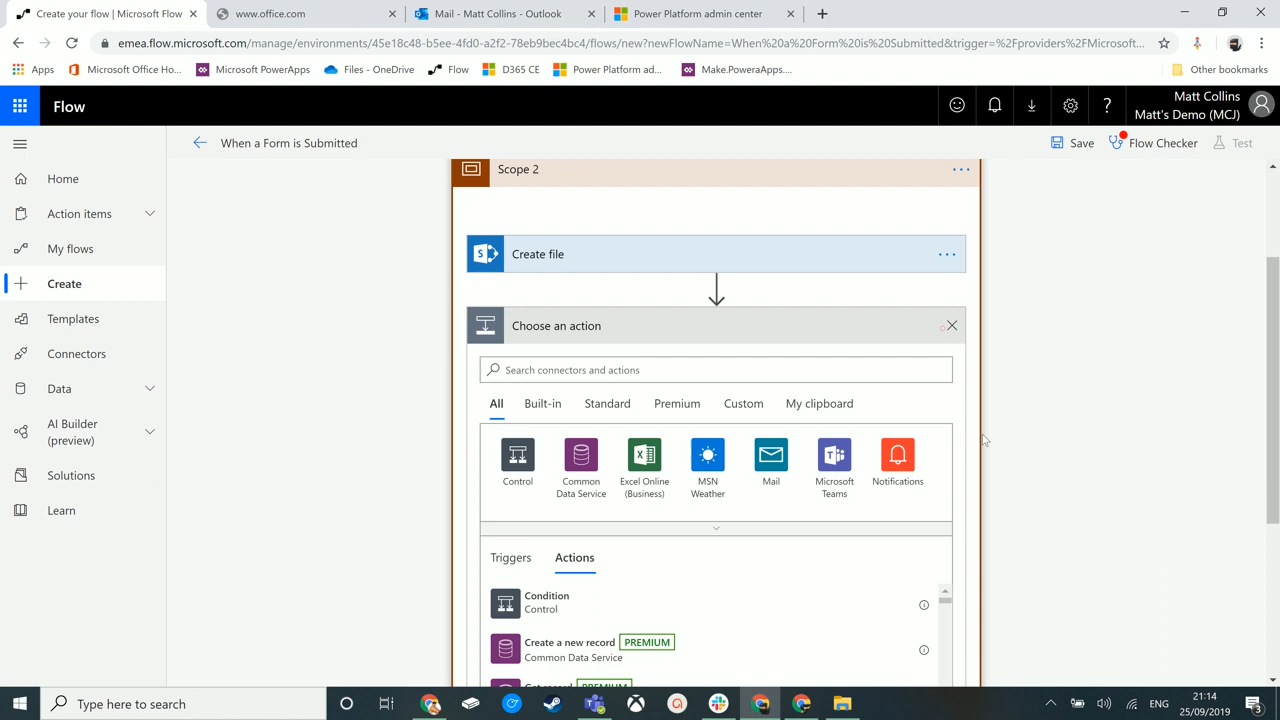 Create your flow | Microsoft Flow
www.office.com
Mail - Matt Collins - Outlook
Power Platform admin center
emea.flow.microsoft.com/manage/environments/45e18c48-b5ee-4fd0-a2f2-78eb9bec4bc4/flows/new?newFlowName=When%20a%20Form%20is%20Submitted&trigger=%2Fproviders%2FMicrosoft...
Apps
Microsoft Office Ho...
Microsoft PowerApps
Files - OneDrive
Flow
D365 CE
Power Platform ad...
Make.PoweraApps....
Other bookmarks
Flow
Matt Collins
Matt's Demo (MCJ)
When a Form is Submitted
Save
Flow Checker
Test
Home
Action items
My flows
Create
Templates
Connectors
Data
AI Builder
(preview)
Solutions
Learn
Scope 2
Create file
Choose an action
Search connectors and actions
All
Built-in
Standard
Premium
Custom
My clipboard
Control
Common
Data Service
Excel Online
(Business)
MSN
Weather
Mail
Microsoft
Teams
Notifications
Triggers
Actions
Condition
Control
Create a new record PREMIUM
Common Data Service
Type here to search
ENG
21:14
25/09/2019
3